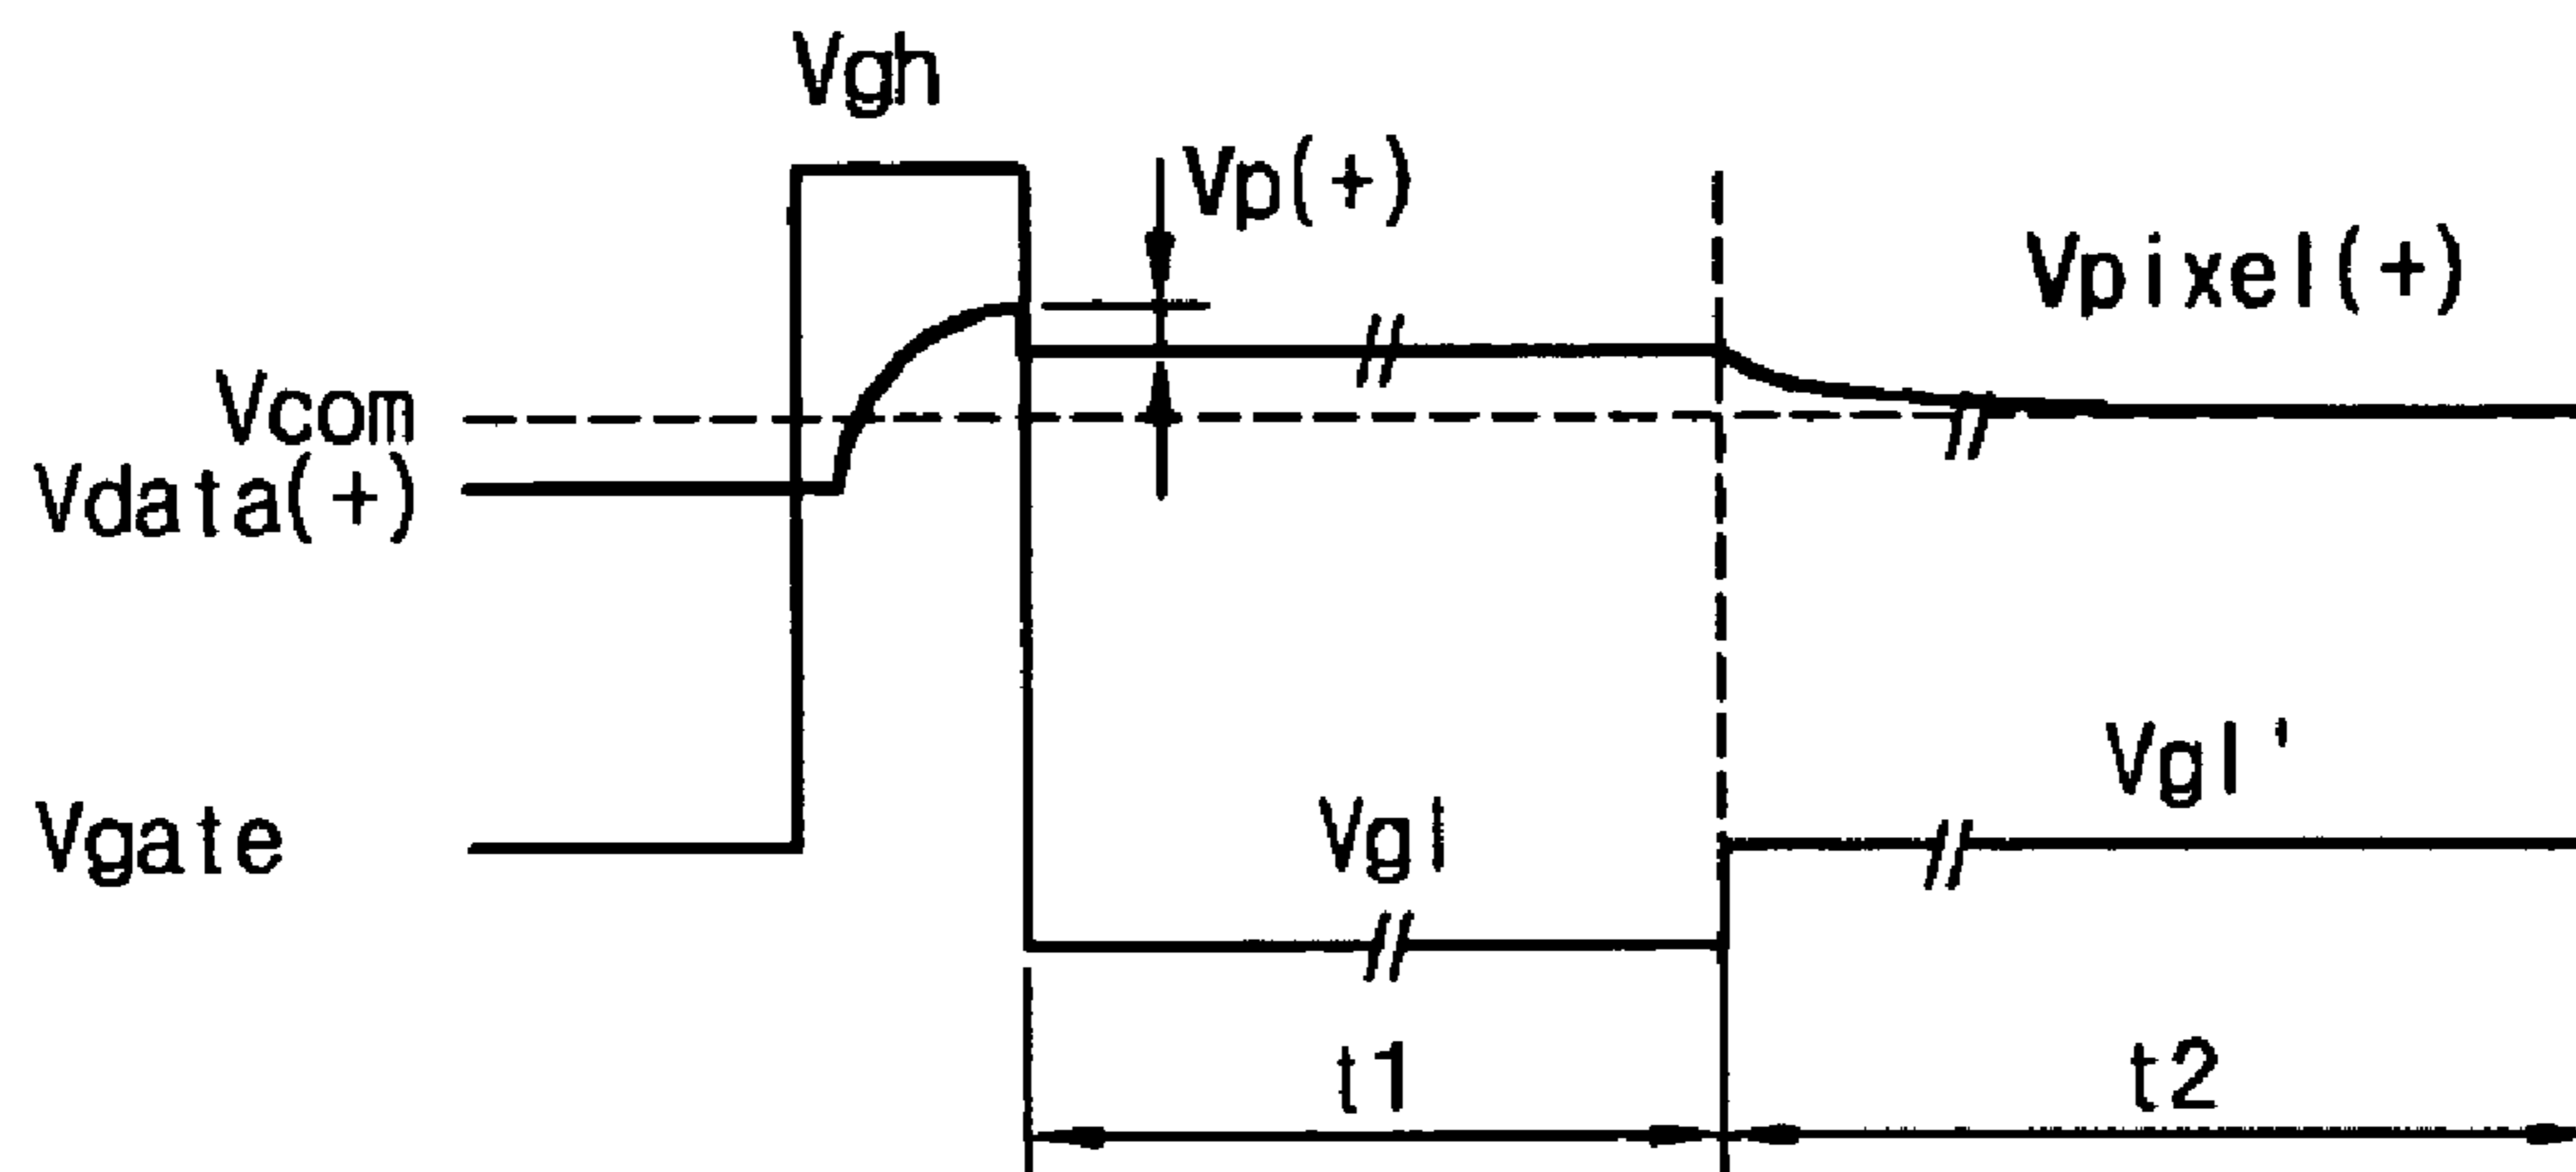 Vgh
Vp(+)
Vpixel(+)
Vcom
Vdata(+)
Vgl'
Vgate
Vgl
t1
t2